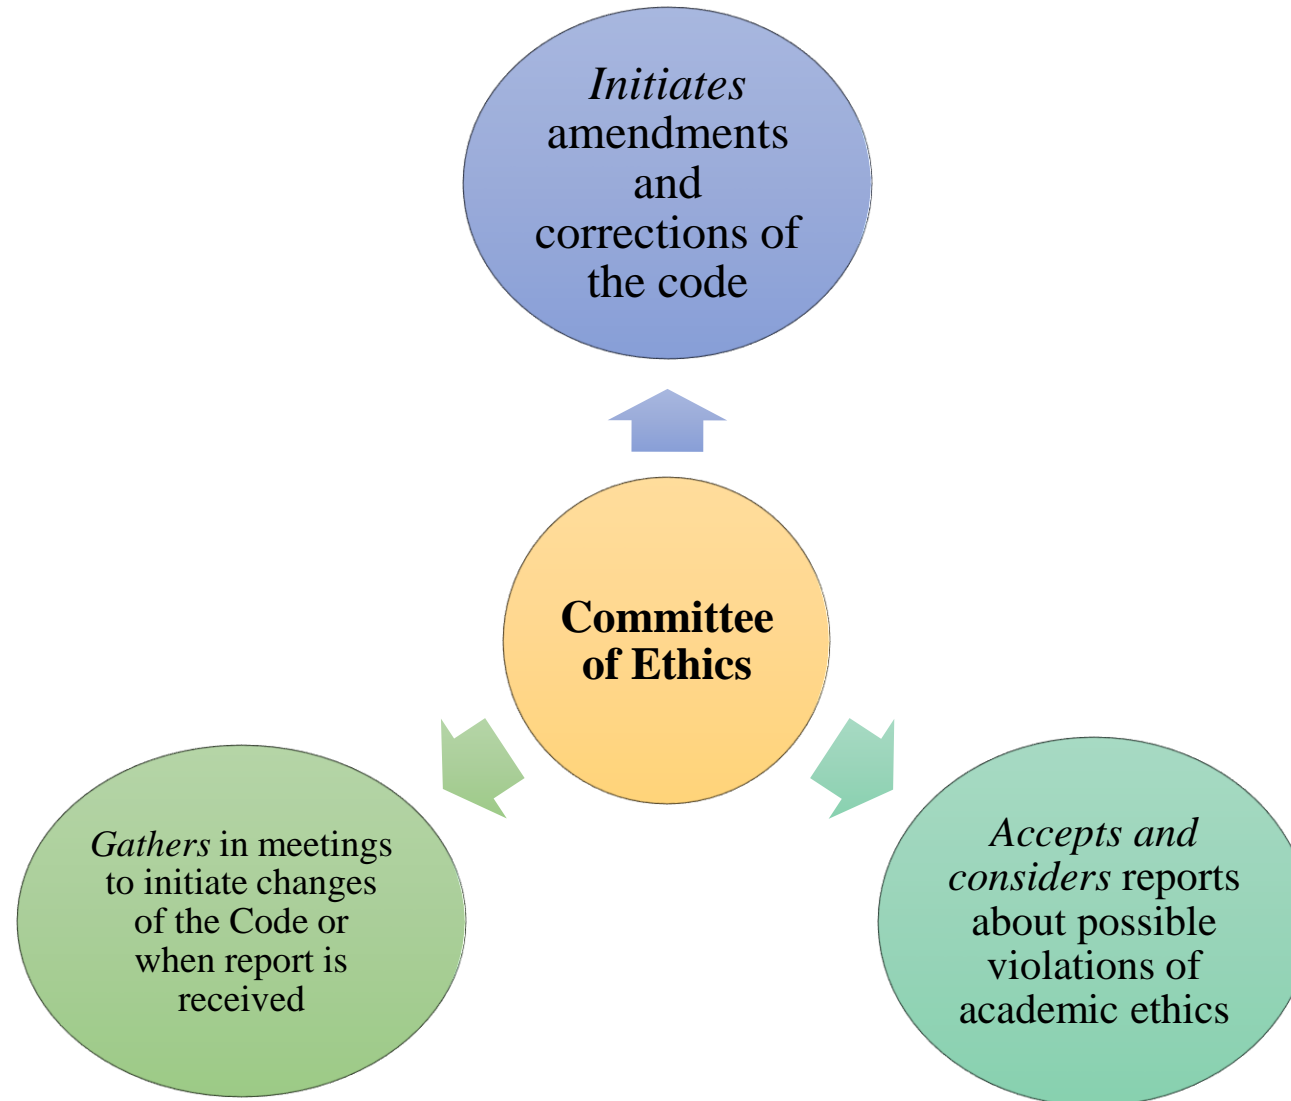 Initiates
amendments
and
corrections of
the code
Committee
of Ethics
Gathers in meetings
to initiate changes
of the Code or
when report is
received
Accepts and
considers reports
about possible
violations of
academic ethics